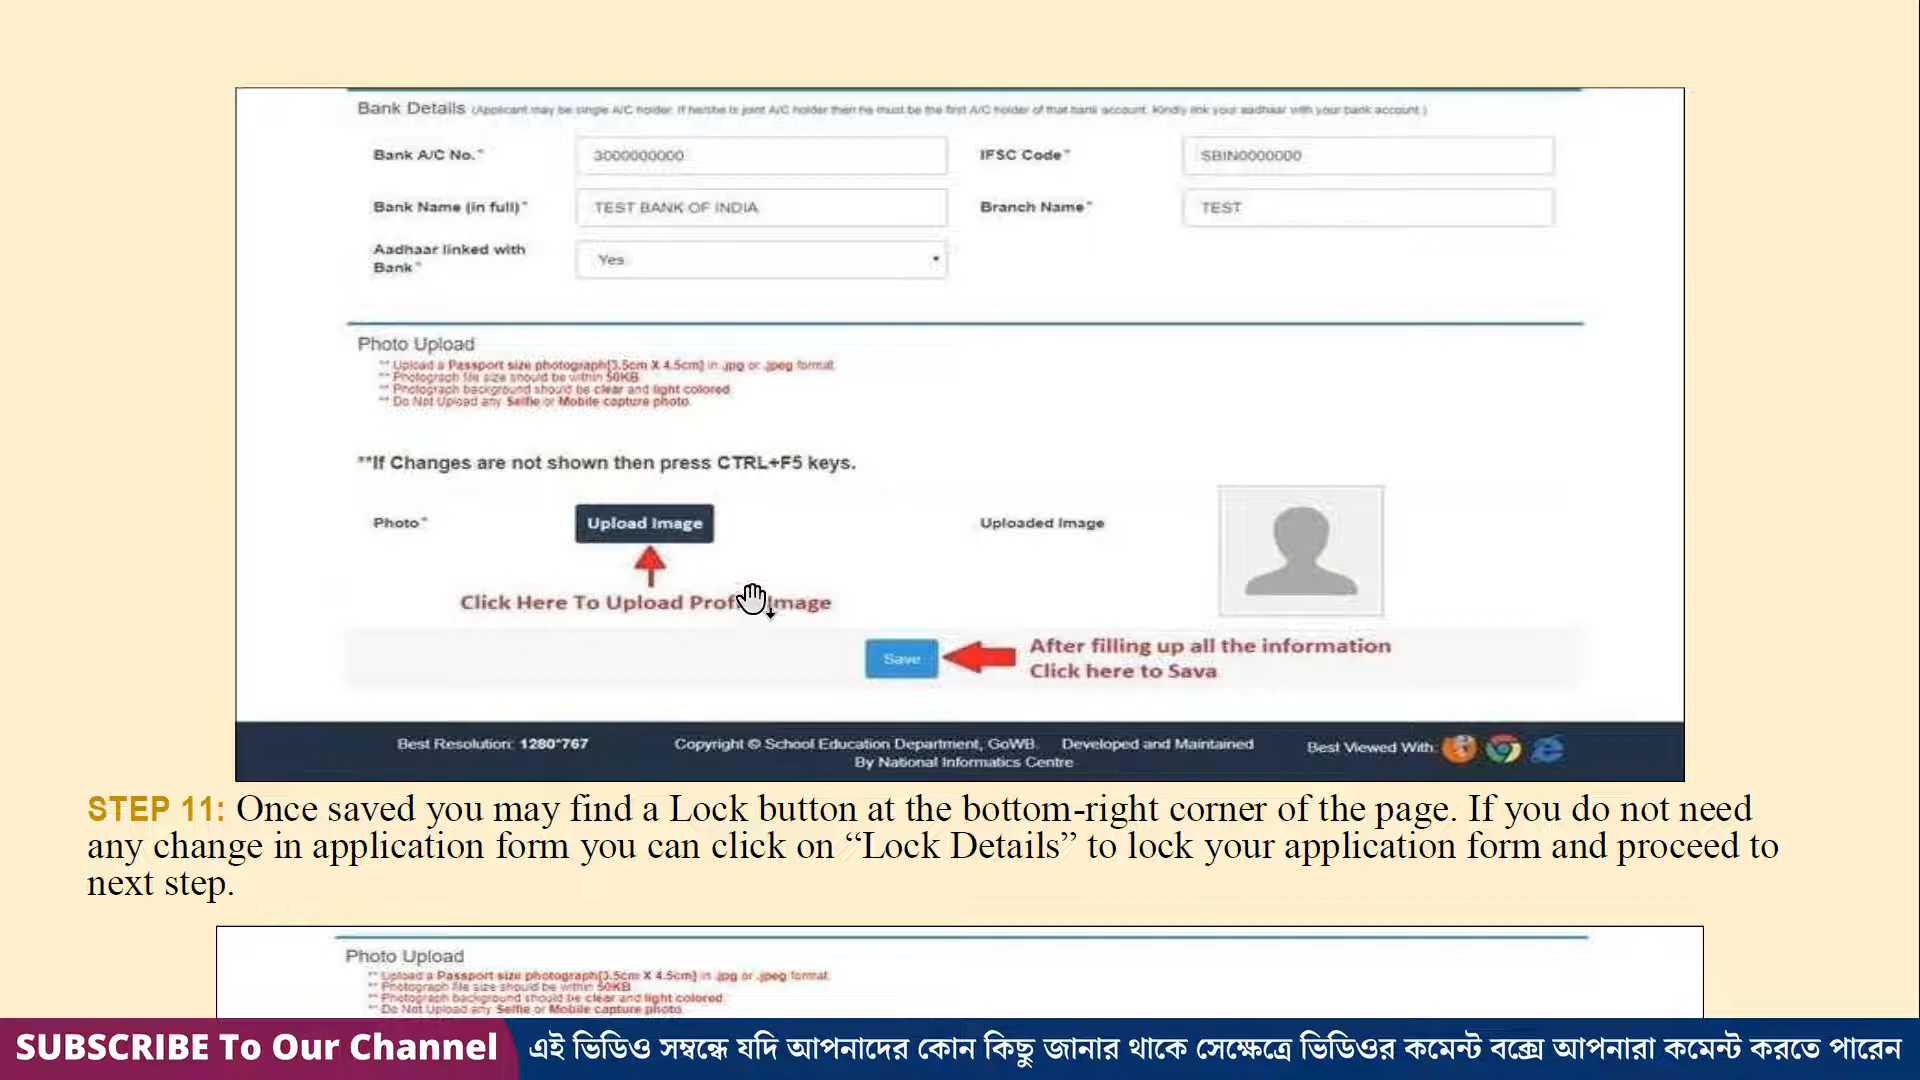 Bank Details (Applicant may be single A/C holder. If he/she is joint A/C holder then he must be the first A/C holder of that bank account. Kindly link your aadhaar with your bank account.)
Bank A/C No.* 3000000000 IFSC Code* SBIN0000000
Bank Name (in full)* TEST BANK OF INDIA Branch Name* TEST
Aadhaar linked with
Bank* Yes
Photo Upload
** Upload a Passport size photograph[3.5cm X 4.5cm] in .jpg or .jpeg format.
** Photograph file size should be within 50KB.
** Photograph background should be clear and light colored.
** Do Not Upload any Selfie or Mobile capture photo.
**If Changes are not shown then press CTRL+F5 keys.
Photo* Upload Image Uploaded Image
Click Here To Upload Image
Save After filling up all the information
Click here to Sava
Best Resolution: 1280*767 Copyright © School Education Department, GoWB. Developed and Maintained Best Viewed With:
By National Informatics Centre
STEP 11: Once saved you may find a Lock button at the bottom-right corner of the page. If you do not need
any change in application form you can click on “Lock Details” to lock your application form and proceed to
next step.
Photo Upload
** Upload a Passport size photograph[3.5cm X 4.5cm] in .jpg or .jpeg format.
** Photograph file size should be within 50KB.
** Photograph background should be clear and light colored.
** Do Not Upload any Selfie or Mobile capture photo.
SUBSCRIBE To Our Channel এই ভিডিও সম্বন্ধে যদি আপনাদের কোন কিছু জানার থাকে সেক্ষেত্রে ভিডিওর কমেন্ট বক্সে আপনারা কমেন্ট করতে পারেন